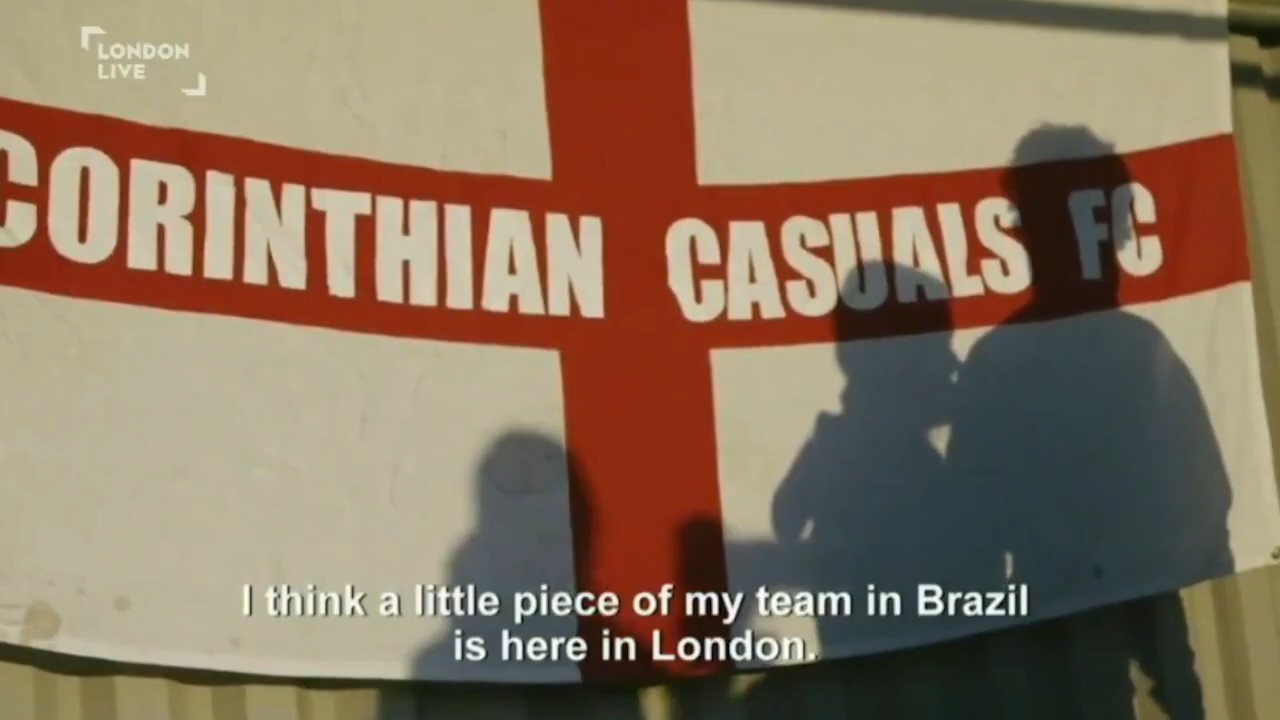 LONDON
LIVE
CORINTHIAN CASUALS FC
I think a little piece of my team in Brazil
is here in London.